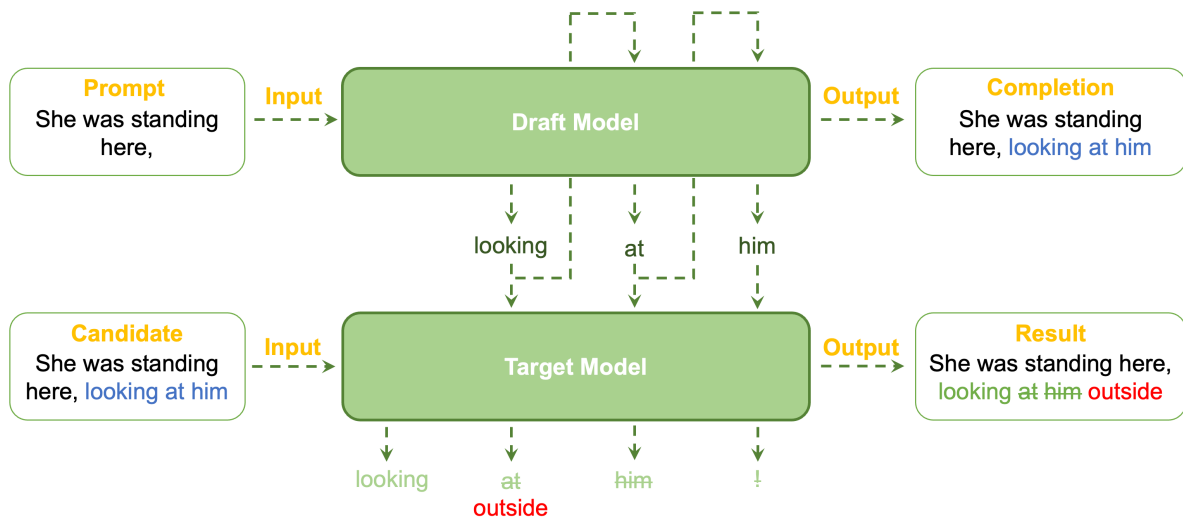 Prompt
She was standing
here,
Input
Draft Model
Output
Completion
She was standing
here, looking at him
looking
at
him
Candidate
She was standing
here, looking at him
Input
Target Model
Output
Result
She was standing here,
looking at him outside
looking
at
him
!
outside